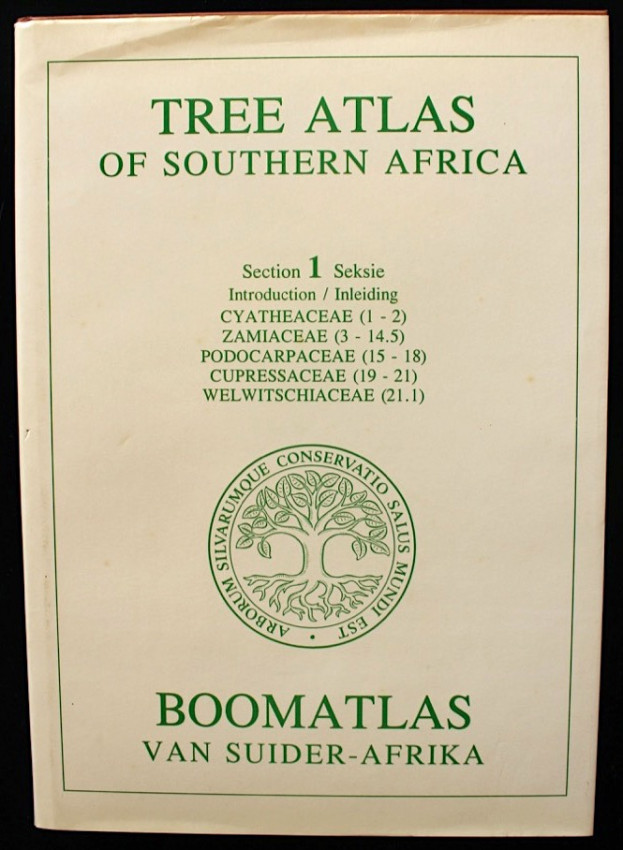 TREE ATLAS
OF SOUTHERN AFRICA
Section 1 Seksie
Introduction / Inleiding
CYATHEACEAE (1 - 2)
ZAMIACEAE (3 - 14.5)
PODOCARPACEAE (15 - 18)
CUPRESSACEAE (19 - 21)
WELWITSCHIACEAE (21.1)
ARBORUM SILVARUMQUE CONSERVATIO SALUS MUNDI EST
BOOMATLAS
VAN SUIDER-AFRIKA